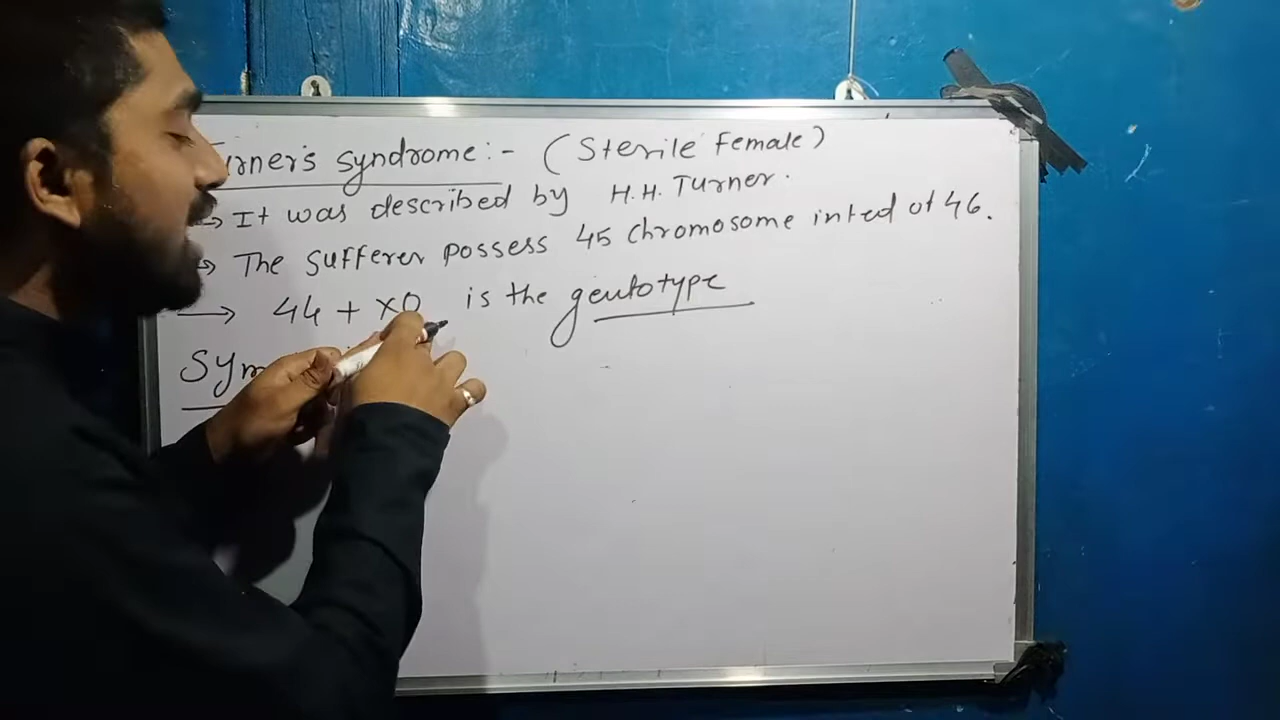 urner's syndrome:- (Sterile Female)
→ It was described by H.H. Turner.
→ The sufferer possess 45 chromosome inted of 46.
→ 44 + XO is the geutotype
Sym